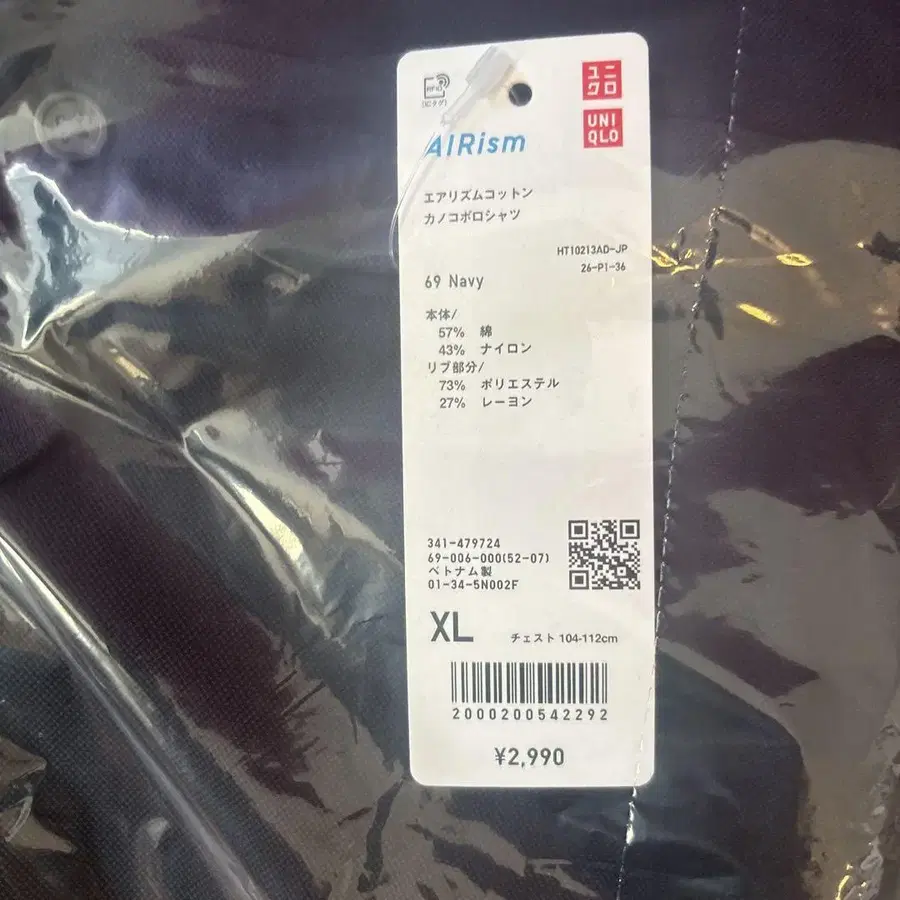 RFID
(ICタグ)
ユニ
クロ
UNI
QLO
AIRism
エアリズムコットン
カノコポロシャツ
HT10213AD-JP
26-P1-36
69 Navy
本体/
57% 綿
43% ナイロン
リブ部分/
73% ポリエステル
27% レーヨン
341-479724
69-006-000(52-07)
ベトナム製
01-34-5N002F
XL チェスト 104-112cm
2000200542292
¥2,990